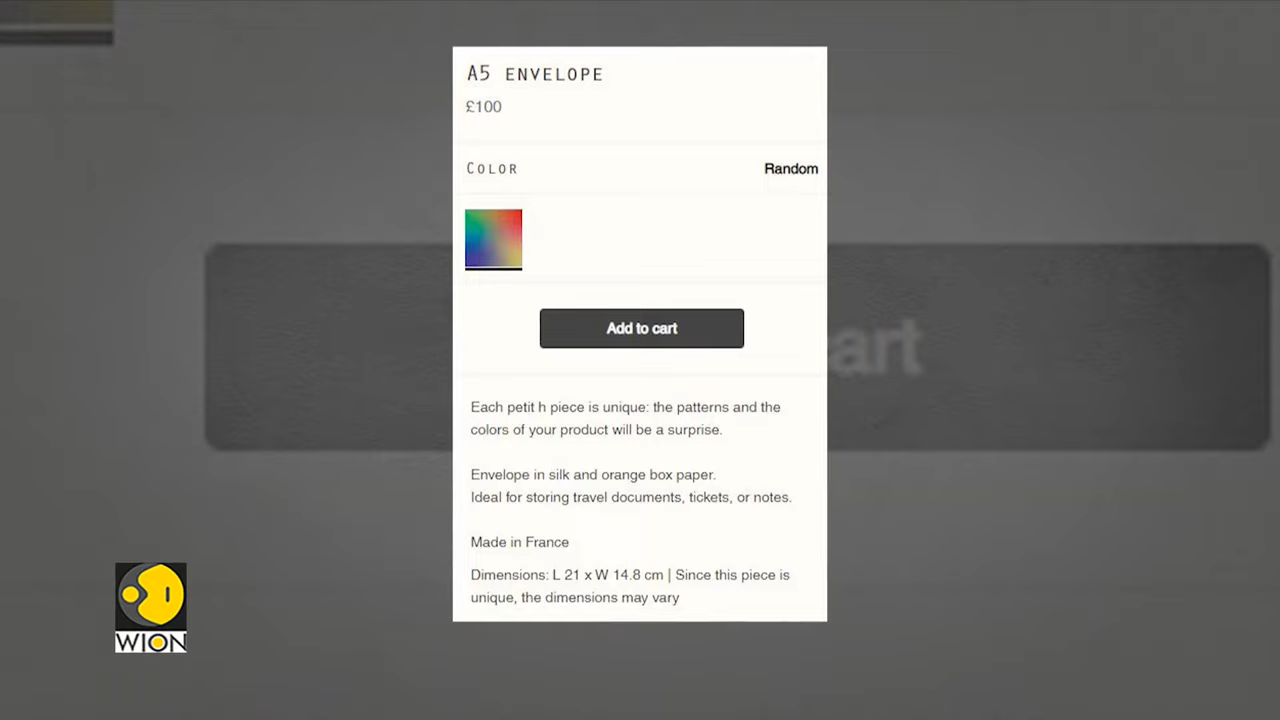 A5 ENVELOPE
£100
COLOR
Random
Add to cart
art
Each petit h piece is unique: the patterns and the
colors of your product will be a surprise.
Envelope in silk and orange box paper.
Ideal for storing travel documents, tickets, or notes.
Made in France
Dimensions: L 21 x W 14.8 cm | Since this piece is
unique, the dimensions may vary
WION